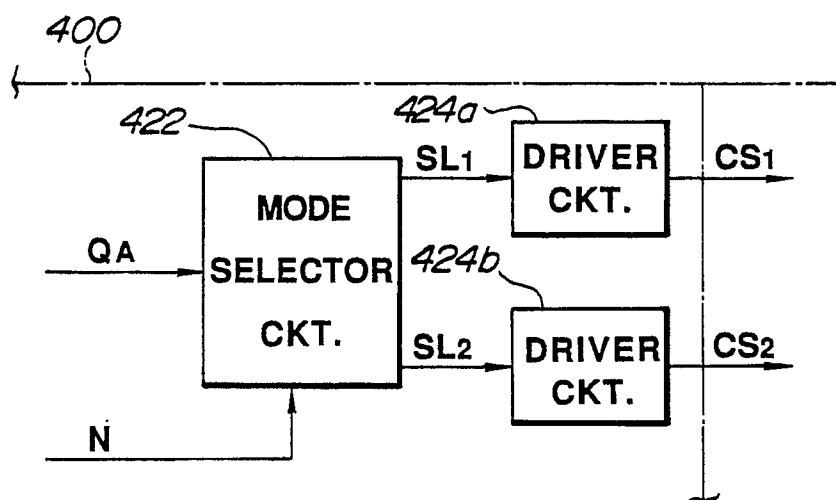 400
422
424a
SL1
DRIVER
CKT.
CS1
MODE
SELECTOR
CKT.
QA
424b
SL2
DRIVER
CKT.
CS2
N